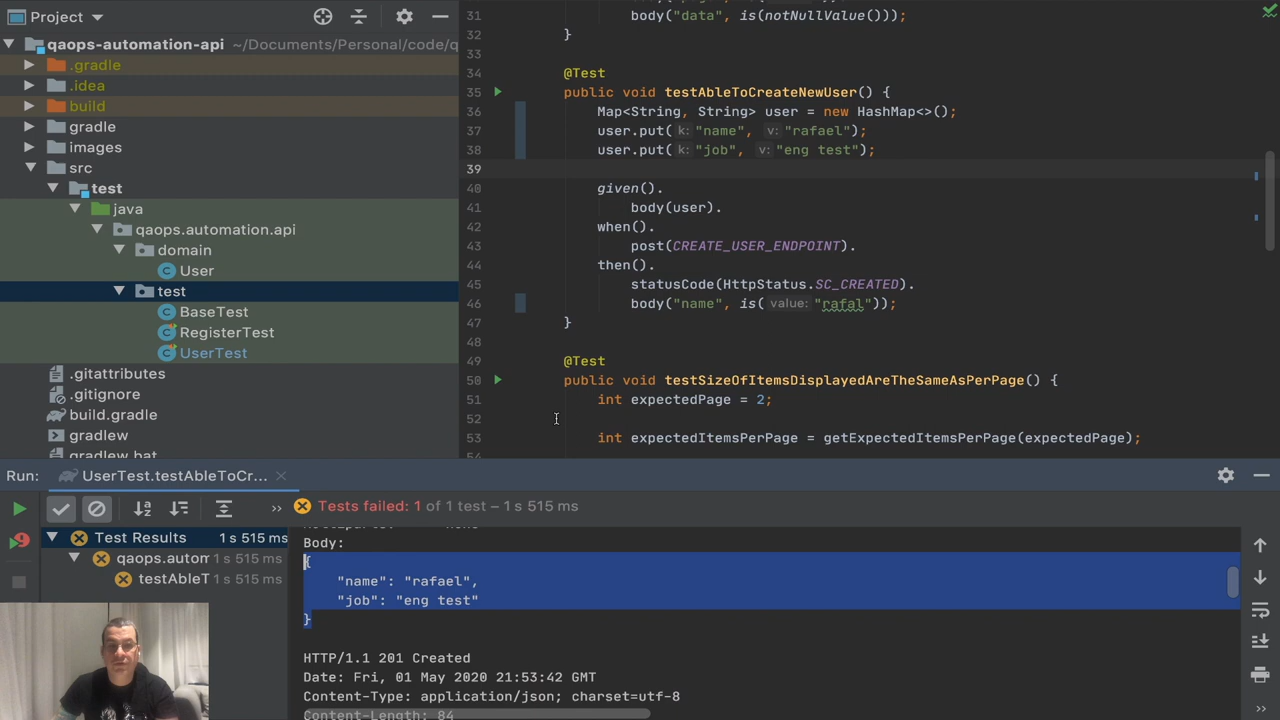 Project
qaops-automation-api ~/Documents/Personal/code/q
.gradle
.idea
build
gradle
images
src
test
java
qaops.automation.api
domain
User
test
BaseTest
RegisterTest
UserTest
.gitattributes
.gitignore
build.gradle
gradlew
gradlew.bat
31 body("data", is(notNullValue()));
32 }
33
34 @Test
35 public void testAbleToCreateNewUser() {
36 Map<String, String> user = new HashMap<>();
37 user.put( k: "name", v: "rafael");
38 user.put( k: "job", v: "eng test");
39
40 given().
41 body(user).
42 when().
43 post(CREATE_USER_ENDPOINT).
44 then().
45 statusCode(HttpStatus.SC_CREATED).
46 body("name", is( value: "rafal"));
47 }
48
49 @Test
50 public void testSizeOfItemsDisplayedAreTheSameAsPerPage() {
51 int expectedPage = 2;
52
53 int expectedItemsPerPage = getExpectedItemsPerPage(expectedPage);
54
Run: UserTest.testAbleToCr...
>> Tests failed: 1 of 1 test – 1 s 515 ms
9
Test Results 1 s 515 ms
qaops.autom 1 s 515 ms
testAbleT 1 s 515 ms
Body:
{
"name": "rafael",
"job": "eng test"
}
HTTP/1.1 201 Created
Date: Fri, 01 May 2020 21:53:42 GMT
Content-Type: application/json; charset=utf-8
Content-Length: 84
>>